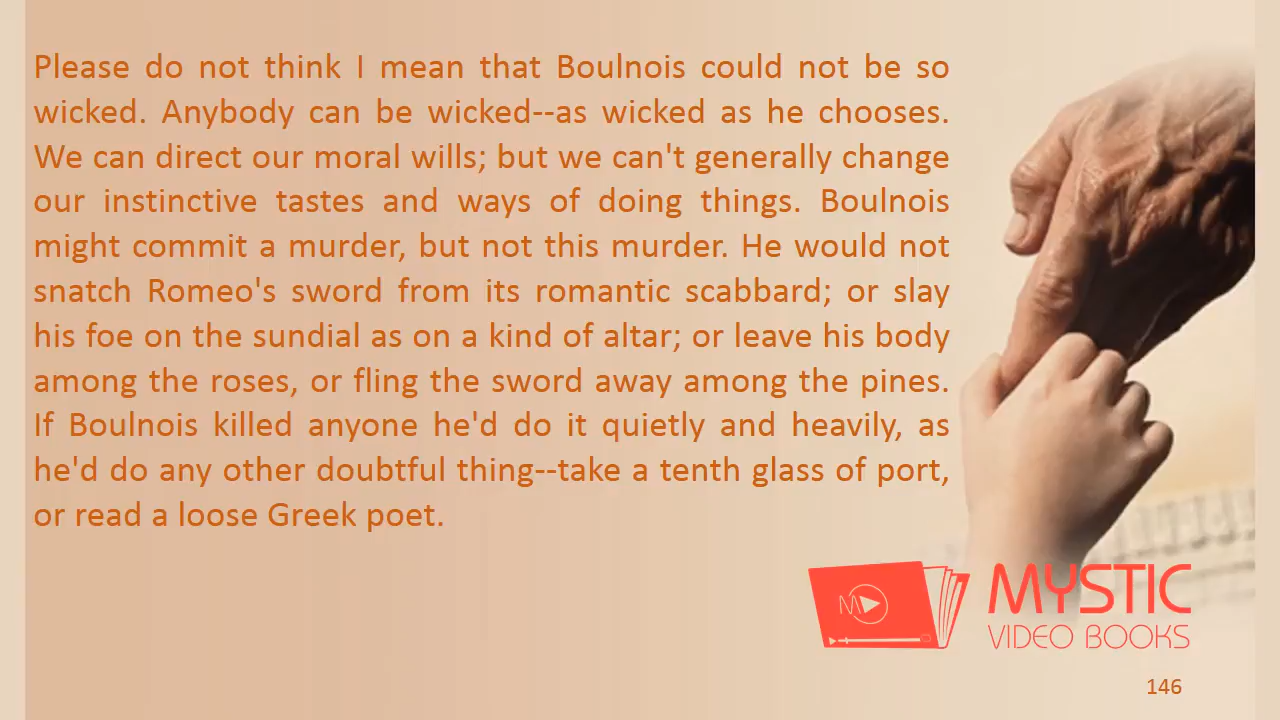 Please do not think I mean that Boulnois could not be so
wicked. Anybody can be wicked--as wicked as he chooses.
We can direct our moral wills; but we can't generally change
our instinctive tastes and ways of doing things. Boulnois
might commit a murder, but not this murder. He would not
snatch Romeo's sword from its romantic scabbard; or slay
his foe on the sundial as on a kind of altar; or leave his body
among the roses, or fling the sword away among the pines.
If Boulnois killed anyone he'd do it quietly and heavily, as
he'd do any other doubtful thing--take a tenth glass of port,
or read a loose Greek poet.
M
MYSTIC
VIDEO BOOKS
146